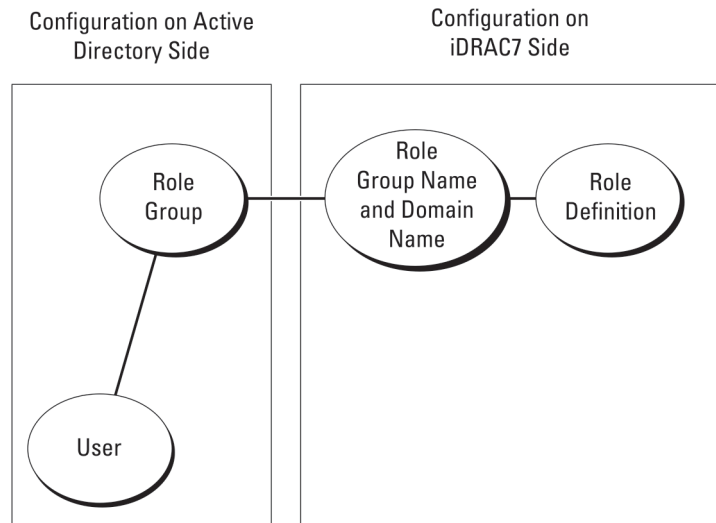 Configuration on Active
Directory Side
Configuration on
iDRAC7 Side
Role
Group
Role
Group Name
and Domain
Name
Role
Definition
User